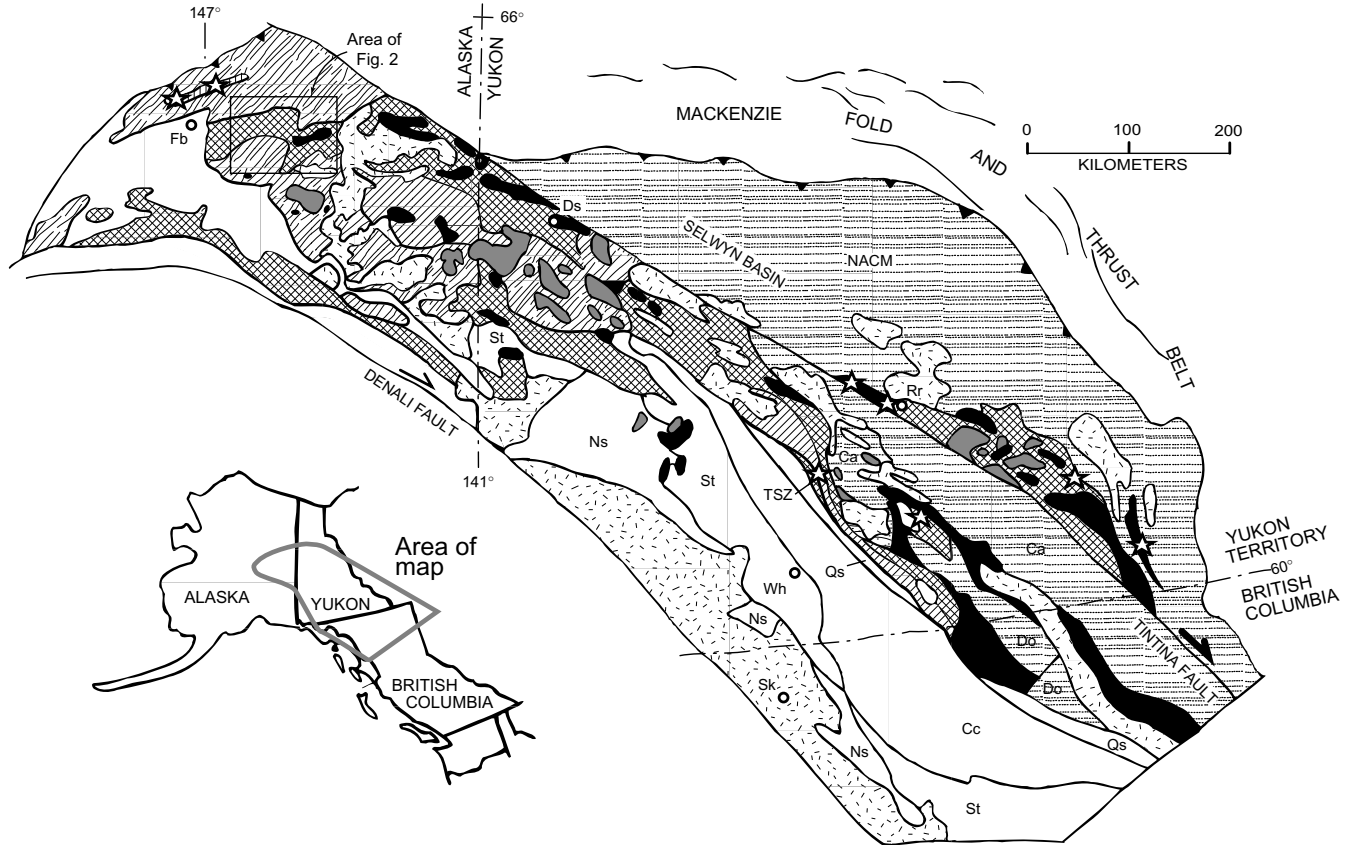 147°
66°
Area of
Fig. 2
ALASKA
YUKON
MACKENZIE
FOLD
AND
THRUST
BELT
0 100 200
KILOMETERS
Fb
Ds
SELWYN BASIN
NACM
St
DENALI FAULT
141°
Ns
St
Rr
Ca
TSZ
Qs
Ca
YUKON
TERRITORY
60°
BRITISH
COLUMBIA
Wh
Ns
Sk
Do
Do
TINTINA FAULT
Cc
Qs
Ns
St
Area of
map
ALASKA
YUKON
BRITISH
COLUMBIA